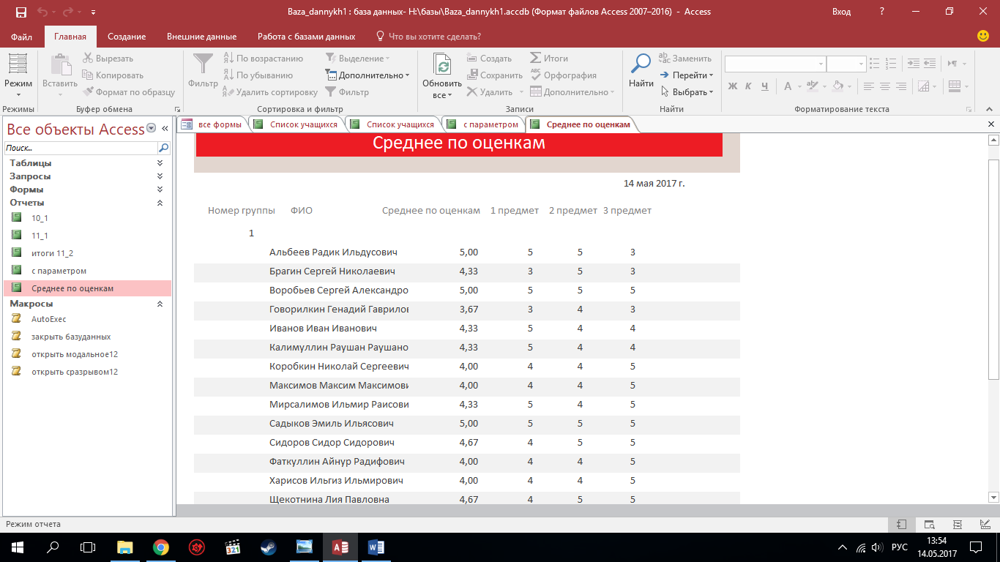 Baza_dannykh1 : база данных- H:\базы\Baza_dannykh1.accdb (Формат файлов Access 2007–2016) - Access
Вход ?
Файл Главная Создание Внешние данные Работа с базами данных Что вы хотите сделать?
Режим
Режимы
Вставить
Вырезать
Копировать
Формат по образцу
Буфер обмена
Фильтр
По возрастанию
По убыванию
Удалить сортировку
Выделение
Дополнительно
Фильтр
Сортировка и фильтр
Обновить
все
Создать
Сохранить
Удалить
Итоги
Орфография
Дополнительно
Записи
Найти
Заменить
Перейти
Выбрать
Найти
Ж К Ч А
Форматирование текста
Все объекты Access
Поиск...
Таблицы
Запросы
Формы
Отчеты
10_1
11_1
итоги 11_2
с параметром
Среднее по оценкам
Макросы
AutoExec
закрыть базуданных
открыть модальное12
открыть сразрывом12
все формы Список учащихся Список учащихся с параметром Среднее по оценкам
Среднее по оценкам
14 мая 2017 г.
Номер группы ФИО Среднее по оценкам 1 предмет 2 предмет 3 предмет
1
Альбеев Радик Ильдусович 5,00 5 5 3
Брагин Сергей Николаевич 4,33 3 5 3
Воробьев Сергей Александро 5,00 5 5 5
Говорилкин Генадий Гаврилов 3,67 3 4 3
Иванов Иван Иванович 4,33 5 4 4
Калимуллин Раушан Раушано 4,33 5 4 4
Коробкин Николай Сергеевич 4,00 4 4 5
Максимов Максим Максимови 4,00 4 4 5
Мирсалимов Ильмир Раисови 4,33 5 4 5
Садыков Эмиль Ильясович 5,00 5 5 5
Сидоров Сидор Сидорович 4,67 4 5 5
Фаткуллин Айнур Радифович 4,00 4 4 5
Харисов Ильгиз Ильмирович 4,00 4 4 5
Щекотнина Лия Павловна 4,67 4 5 5
Режим отчета
321
РУС
13:54
14.05.2017